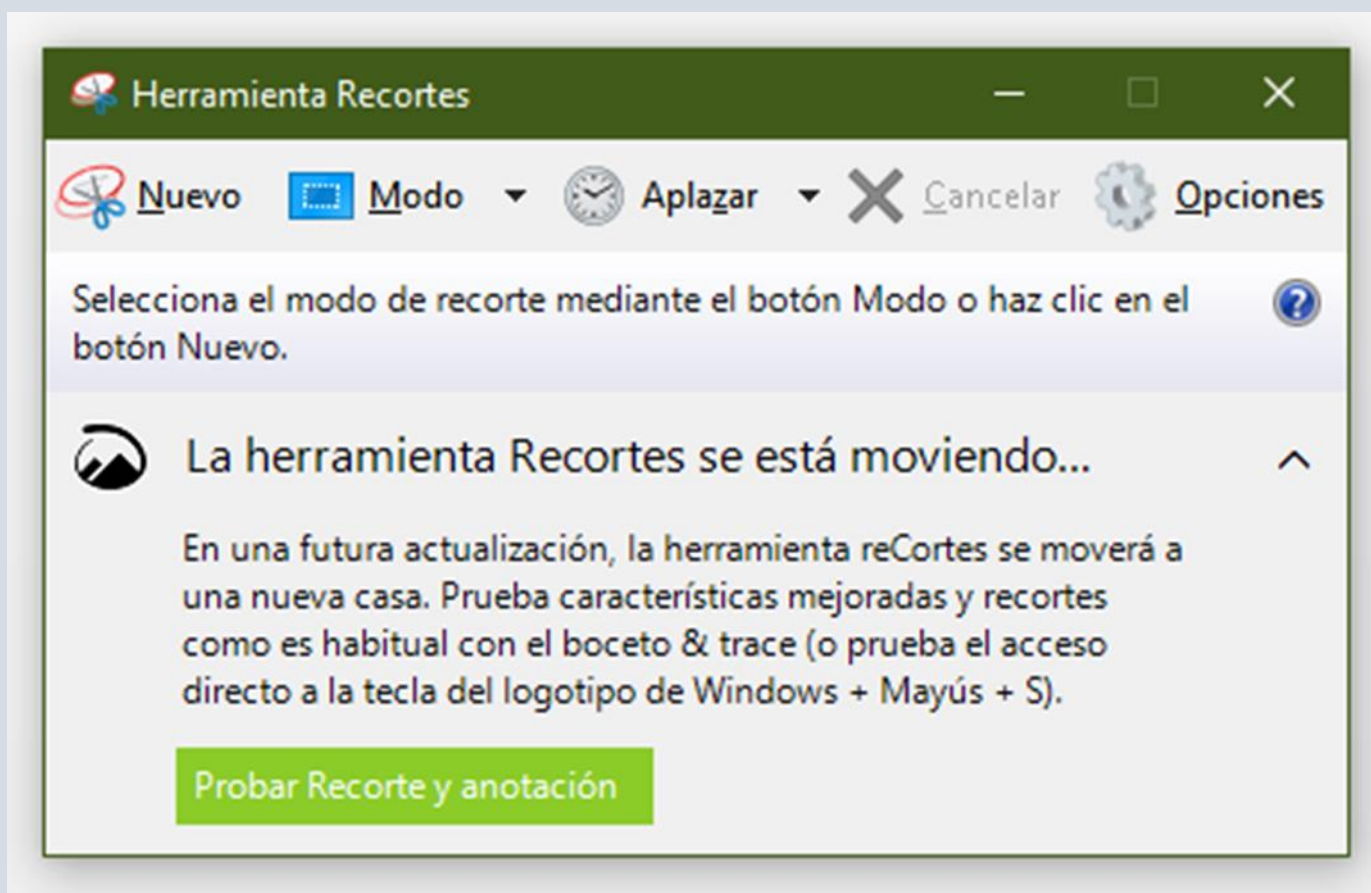 Herramienta Recortes
Nuevo Modo Aplazar Cancelar Opciones
Selecciona el modo de recorte mediante el botón Modo o haz clic en el
botón Nuevo.
La herramienta Recortes se está moviendo...
En una futura actualización, la herramienta reCortes se moverá a
una nueva casa. Prueba características mejoradas y recortes
como es habitual con el boceto & trace (o prueba el acceso
directo a la tecla del logotipo de Windows + Mayús + S).
Probar Recorte y anotación